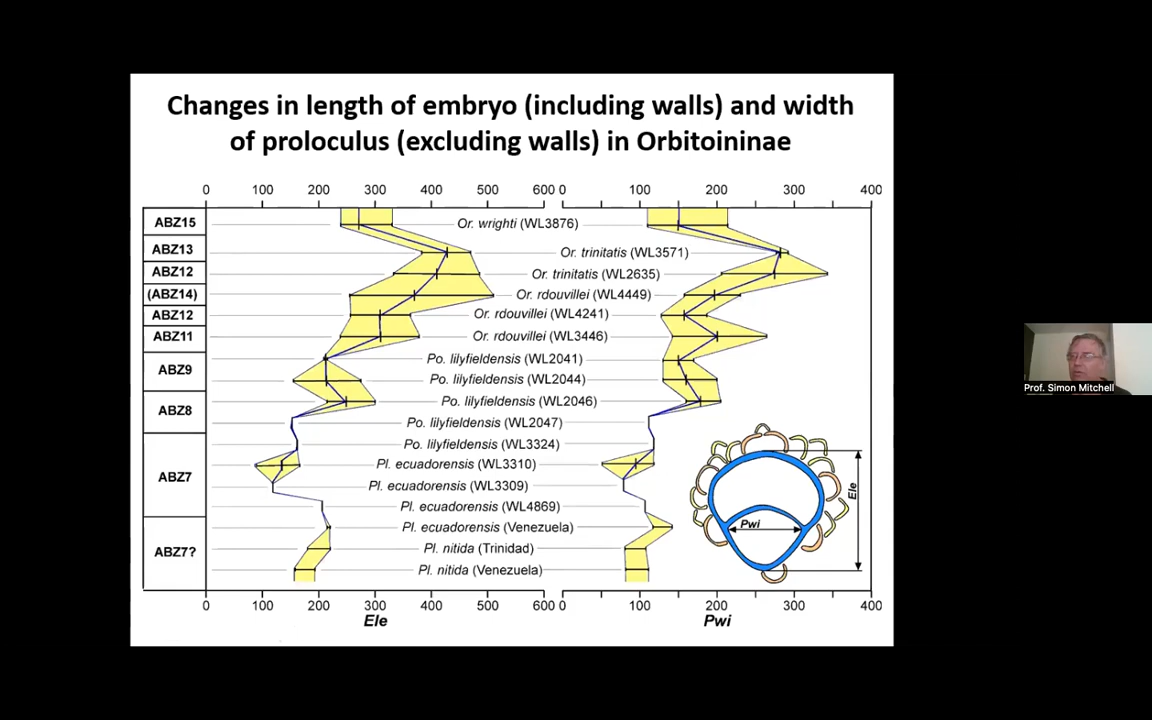 Changes in length of embryo (including walls) and width
of proloculus (excluding walls) in Orbitoininae
0 100 200 300 400 500 600 0 100 200 300 400
ABZ15 Or. wrighti (WL3876)
ABZ13 Or. trinitatis (WL3571)
ABZ12 Or. trinitatis (WL2635)
(ABZ14) Or. rdouvillei (WL4449)
ABZ12 Or. rdouvillei (WL4241)
ABZ11 Or. rdouvillei (WL3446)
Po. lilyfieldensis (WL2041)
ABZ9
Po. lilyfieldensis (WL2044)
Po. lilyfieldensis (WL2046)
ABZ8
Po. lilyfieldensis (WL2047)
Po. lilyfieldensis (WL3324)
Pl. ecuadorensis (WL3310)
ABZ7
Pl. ecuadorensis (WL3309)
Pl. ecuadorensis (WL4869)
Pl. ecuadorensis (Venezuela)
ABZ7? Pl. nitida (Trinidad)
Pl. nitida (Venezuela)
Pwi
Ele
0 100 200 300 400 500 600 0 100 200 300 400
Ele Pwi
Prof. Simon Mitchell